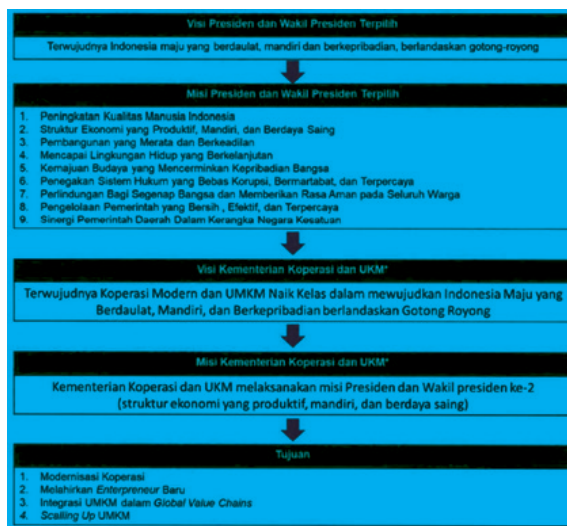 Visi Presiden dan Wakil Presiden Terpilih
Terwujudnya Indonesia maju yang berdaulat, mandiri dan berkepribadian, berlandaskan gotong-royong
Misi Presiden dan Wakil Presiden Terpilih
1. Peningkatan Kualitas Manusia Indonesia
2. Struktur Ekonomi yang Produktif, Mandiri, dan Berdaya Saing
3. Pembangunan yang Merata dan Berkeadilan
4. Mencapai Lingkungan Hidup yang Berkelanjutan
5. Kemajuan Budaya yang Mencerminkan Kepribadian Bangsa
6. Penegakan Sistem Hukum yang Bebas Korupsi, Bermartabat, dan Terpercaya
7. Perlindungan Bagi Segenap Bangsa dan Memberikan Rasa Aman pada Seluruh Warga
8. Pengelolaan Pemerintah yang Bersih , Efektif, dan Terpercaya
9. Sinergi Pemerintah Daerah Dalam Kerangka Negara Kesatuan
Visi Kementerian Koperasi dan UKM*
Terwujudnya Koperasi Modern dan UMKM Naik Kelas dalam mewujudkan Indonesia Maju yang
Berdaulat, Mandiri, dan Berkepribadian berlandaskan Gotong Royong
Misi Kementerian Koperasi dan UKM*
Kementerian Koperasi dan UKM melaksanakan misi Presiden dan Wakil presiden ke-2
(struktur ekonomi yang produktif, mandiri, dan berdaya saing)
Tujuan
1. Modernisasi Koperasi
2. Melahirkan Enterpreneur Baru
3. Integrasi UMKM dalam Global Value Chains
4. Scalling Up UMKM